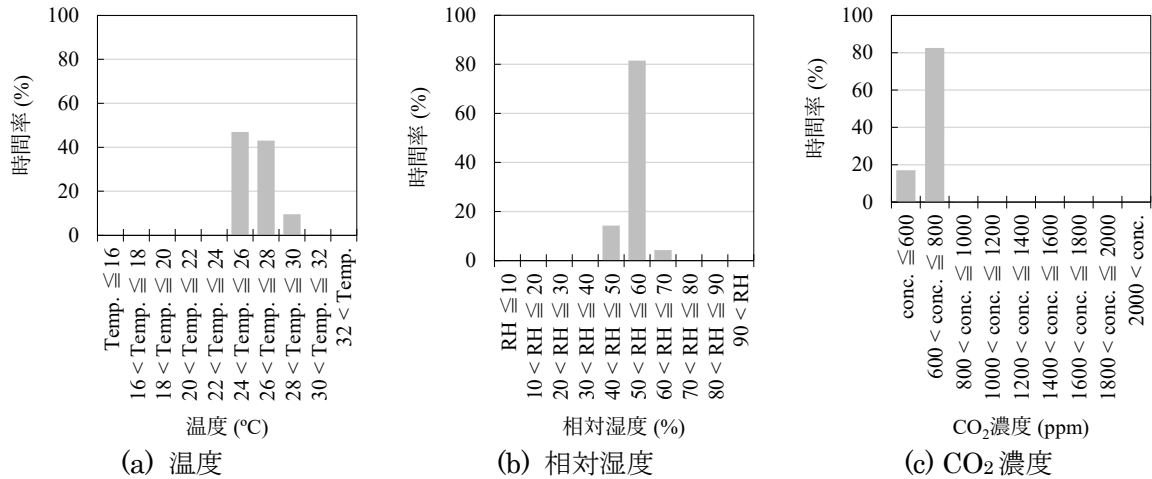 時間率 (%)
100
80
60
40
20
0
Temp. ≦ 16
16 < Temp. ≦ 18
18 < Temp. ≦ 20
20 < Temp. ≦ 22
22 < Temp. ≦ 24
24 < Temp. ≦ 26
26 < Temp. ≦ 28
28 < Temp. ≦ 30
30 < Temp. ≦ 32
32 < Temp.
温度 (ºC)
(a) 温度
時間率 (%)
100
80
60
40
20
0
RH ≦ 10
10 < RH ≦ 20
20 < RH ≦ 30
30 < RH ≦ 40
40 < RH ≦ 50
50 < RH ≦ 60
60 < RH ≦ 70
70 < RH ≦ 80
80 < RH ≦ 90
90 < RH
相対湿度 (%)
(b) 相対湿度
時間率 (%)
100
80
60
40
20
0
conc. ≦ 600
600 < conc. ≦ 800
800 < conc. ≦ 1000
1000 < conc. ≦ 1200
1200 < conc. ≦ 1400
1400 < conc. ≦ 1600
1600 < conc. ≦ 1800
1800 < conc. ≦ 2000
2000 < conc.
CO₂濃度 (ppm)
(c) CO₂ 濃度